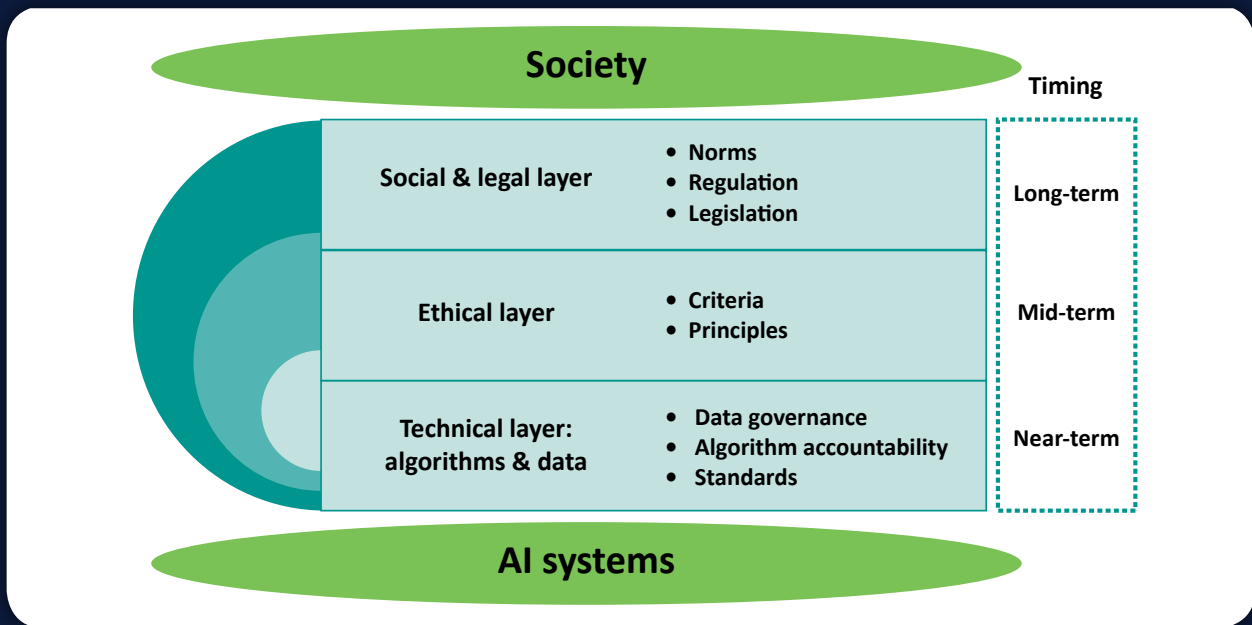 Society
Timing
Social & legal layer
• Norms
• Regulation
• Legislation
Long-term
Ethical layer
• Criteria
• Principles
Mid-term
Technical layer:
algorithms & data
• Data governance
• Algorithm accountability
• Standards
Near-term
AI systems